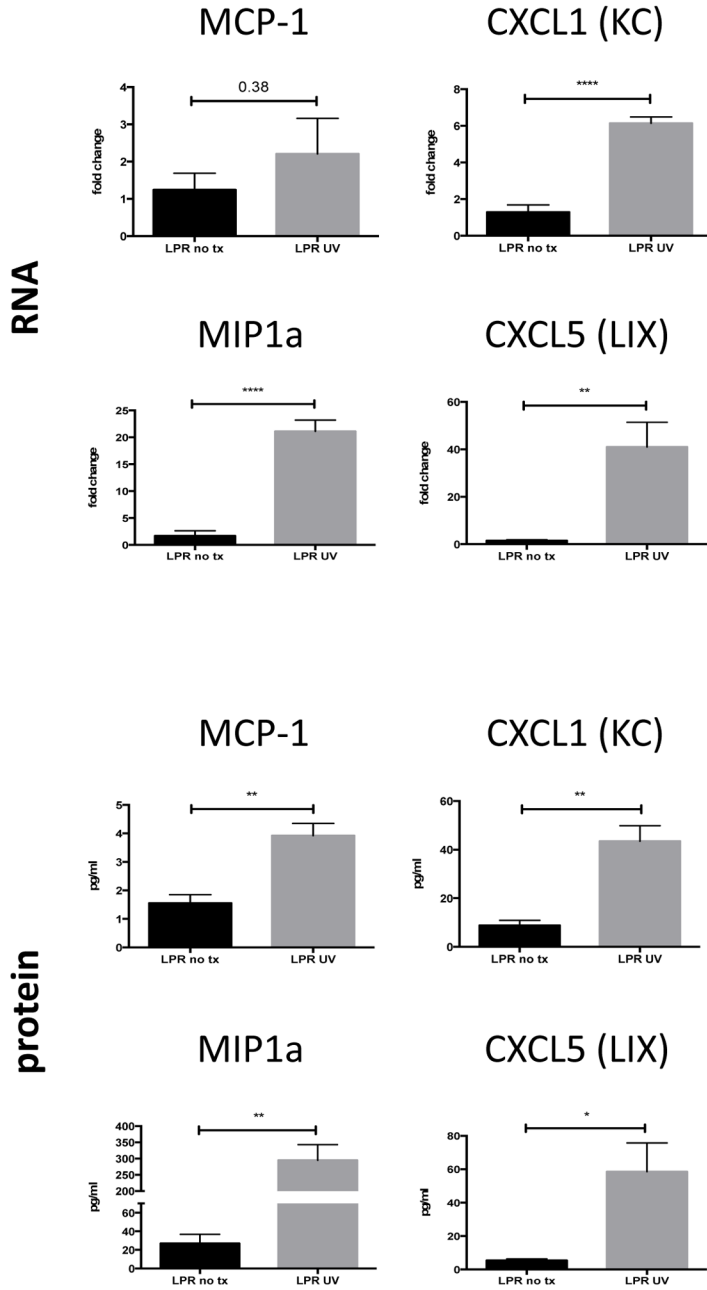 MCP-1
CXCL1 (KC)
RNA
4
3
2
1
0
fold change
0.38
LPR no tx
LPR UV
8
6
4
2
0
fold change
****
LPR no tx
LPR UV
MIP1a
CXCL5 (LIX)
25
20
15
10
5
0
fold change
****
LPR no tx
LPR UV
60
40
20
0
fold change
**
LPR no tx
LPR UV
MCP-1
CXCL1 (KC)
protein
5
4
3
2
1
0
pg/ml
**
LPR no tx
LPR UV
60
40
20
0
pg/ml
**
LPR no tx
LPR UV
MIP1a
CXCL5 (LIX)
400
350
300
250
200
60
40
20
0
pg/ml
**
LPR no tx
LPR UV
80
60
40
20
0
pg/ml
*
LPR no tx
LPR UV